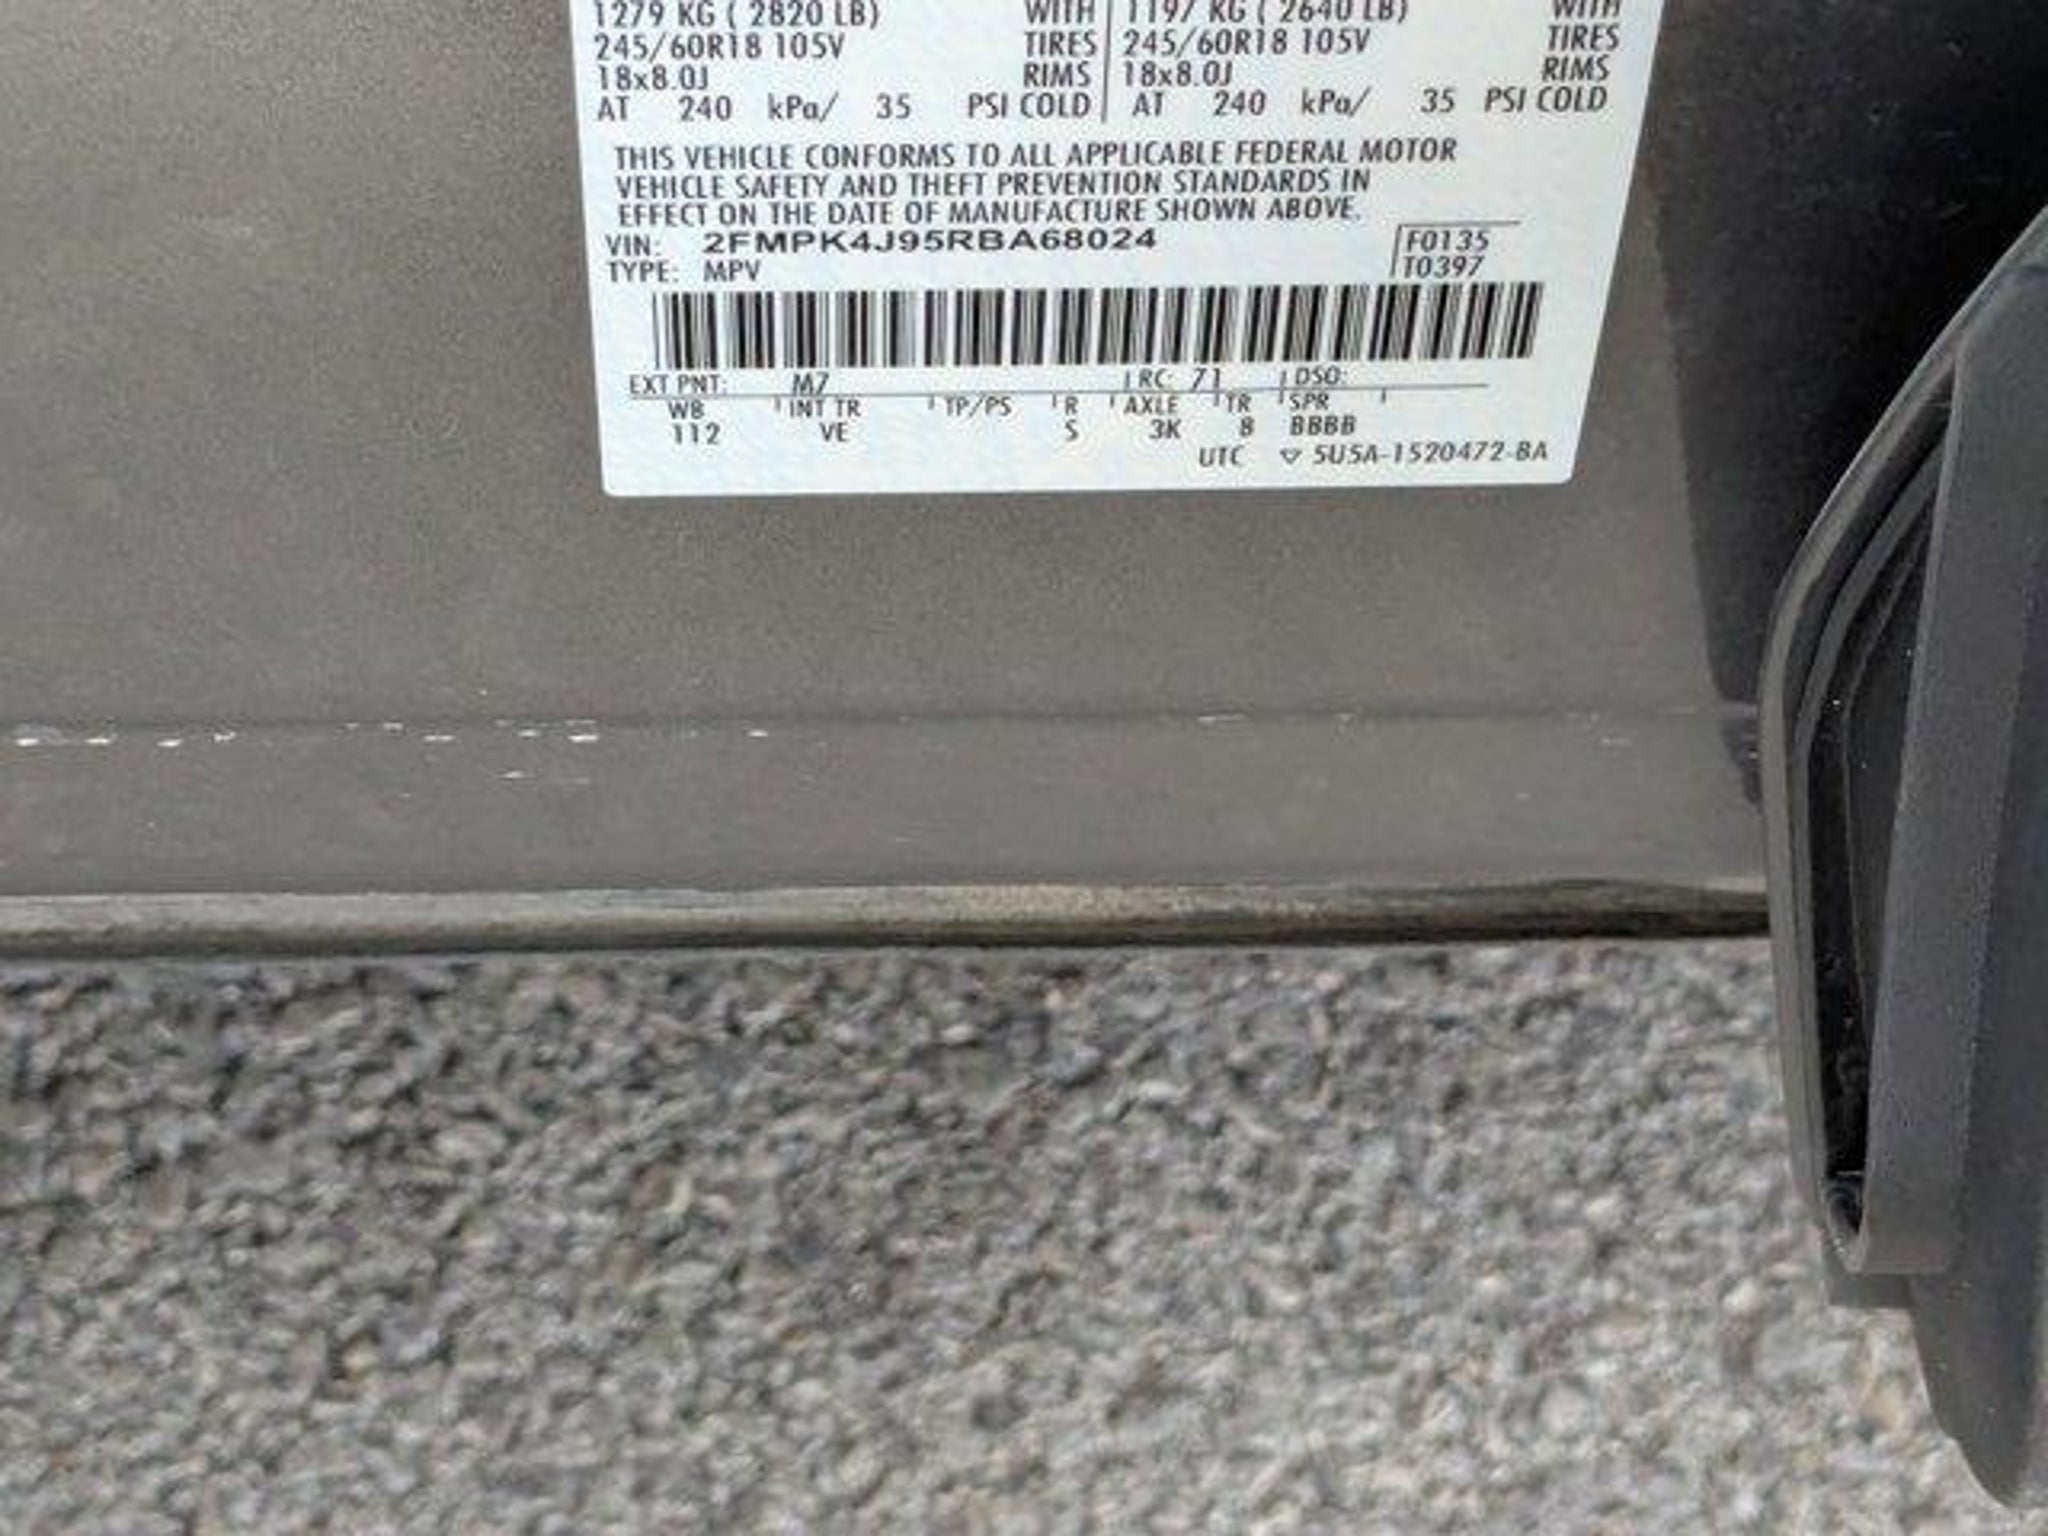 1279 KG ( 2820 LB) WITH 1197 KG ( 2640 LB) WITH
245/60R18 105V TIRES 245/60R18 105V TIRES
18x8.0J RIMS 18x8.0J RIMS
AT 240 kPa/ 35 PSI COLD AT 240 kPa/ 35 PSI COLD
THIS VEHICLE CONFORMS TO ALL APPLICABLE FEDERAL MOTOR
VEHICLE SAFETY AND THEFT PREVENTION STANDARDS IN
EFFECT ON THE DATE OF MANUFACTURE SHOWN ABOVE.
VIN: 2FMPK4J95RBA68024 F0135
TYPE: MPV T0397
EXT PNT: M7 RC: 71 DSO:
WB INT TR TP/PS R AXLE TR SPR
112 VE S 3K 8 BBBB
UTC ▽ 5U5A-1520472-BA